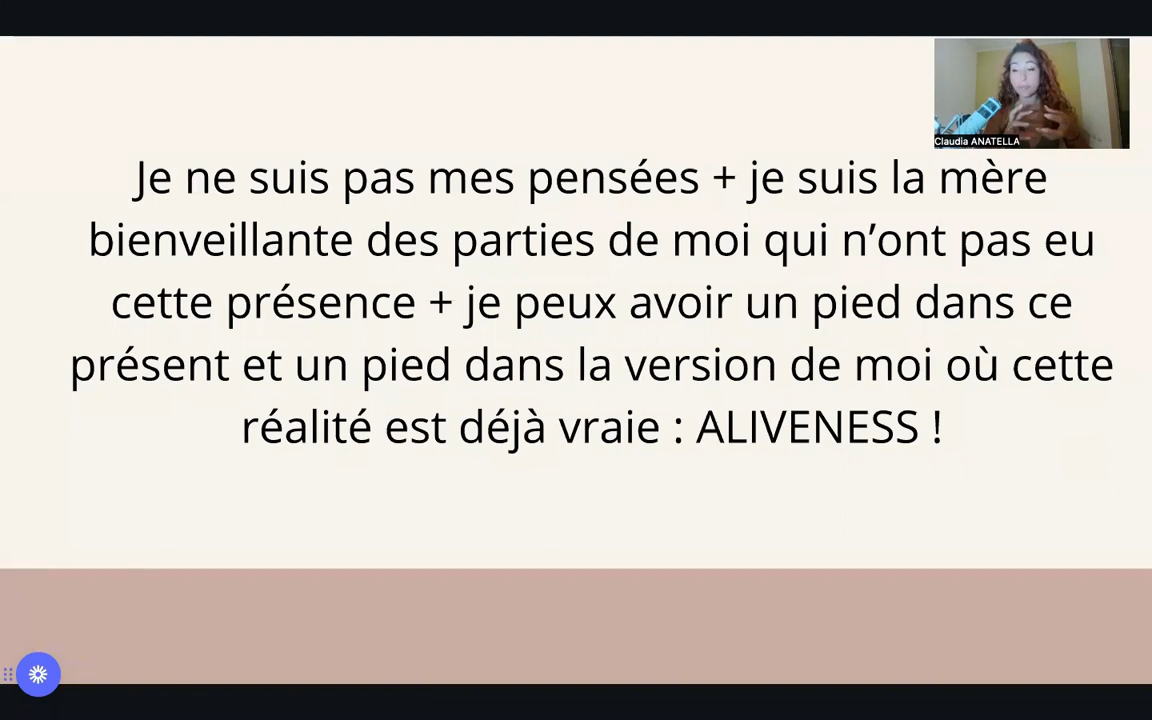 Claudia ANATELLA
Je ne suis pas mes pensées + je suis la mère
bienveillante des parties de moi qui n’ont pas eu
cette présence + je peux avoir un pied dans ce
présent et un pied dans la version de moi où cette
réalité est déjà vraie : ALIVENESS !